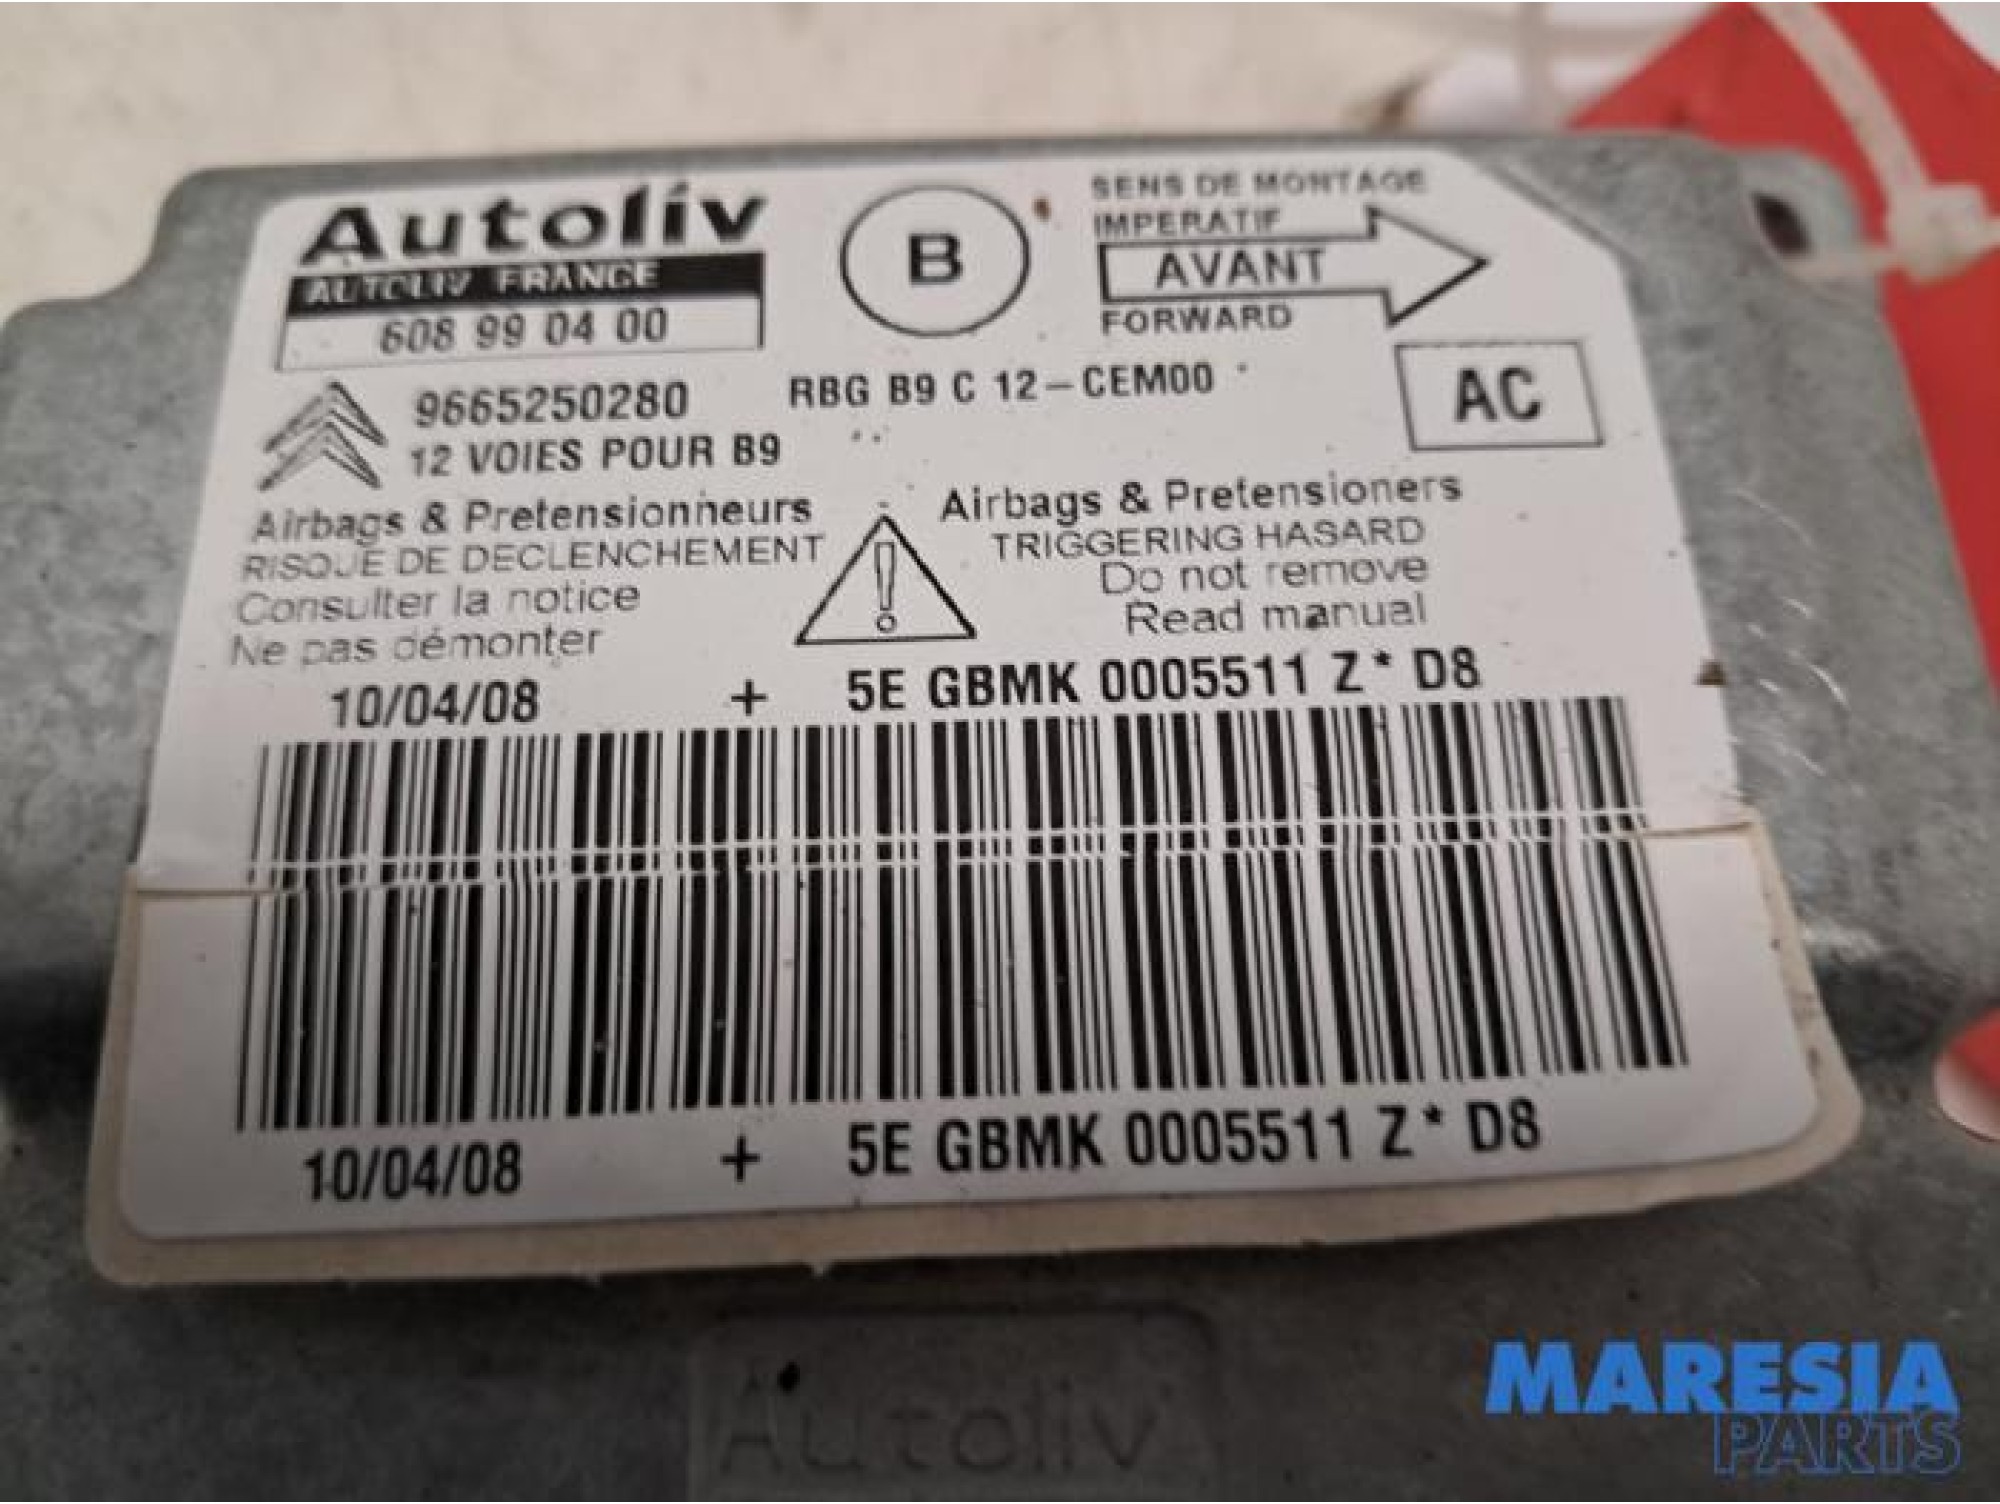 Autoliv
AUTOLIV FRANCE
608 99 04 00
B
SENS DE MONTAGE
IMPERATIF
AVANT
FORWARD
9665250280
RBG B9 C 12-CEM00
AC
12 VOIES POUR B9
Airbags & Pretensionneurs
RISQUE DE DECLENCHEMENT
Consulter la notice
Ne pas démonter
Airbags & Pretensioners
TRIGGERING HASARD
Do not remove
Read manual
10/04/08 + 5E GBMK 0005511 Z* D8
10/04/08 + 5E GBMK 0005511 Z* D8
Autoliv
MARESIA
PARTS